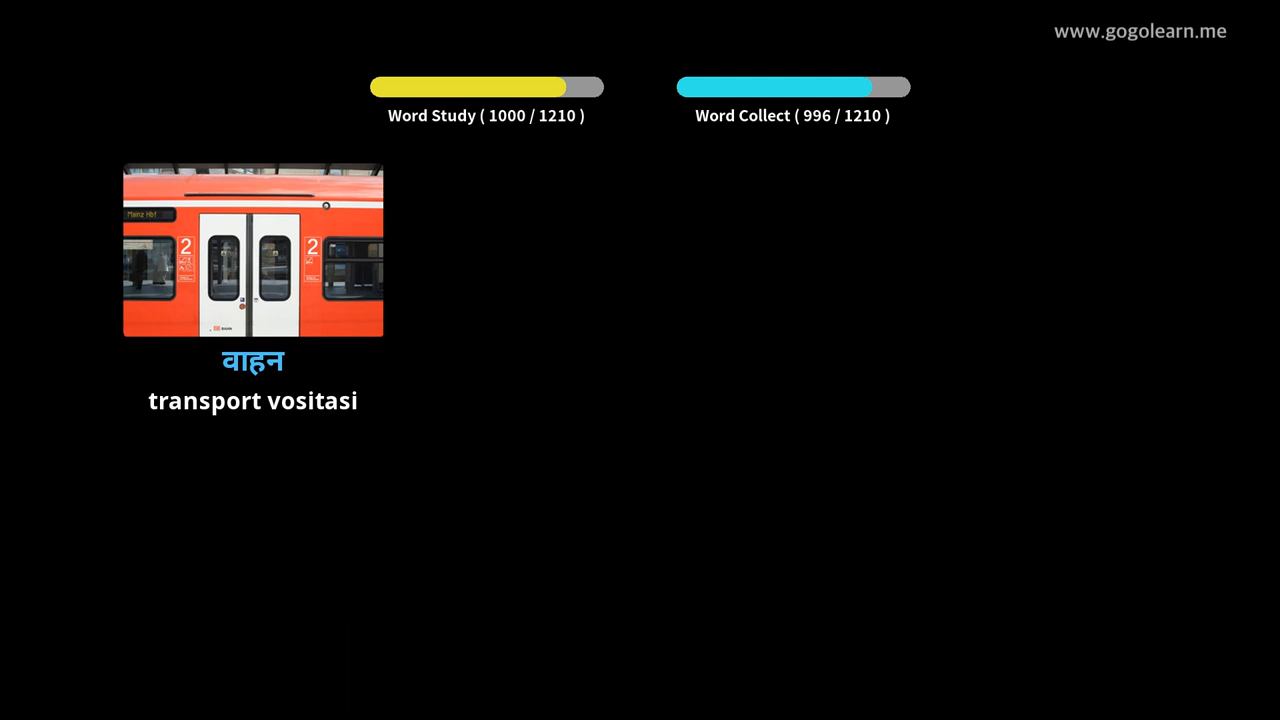 www.gogolearn.me
Word Study ( 1000 / 1210 )
Word Collect ( 996 / 1210 )
Mainz Hbf
2
2
वाहन
transport vositasi